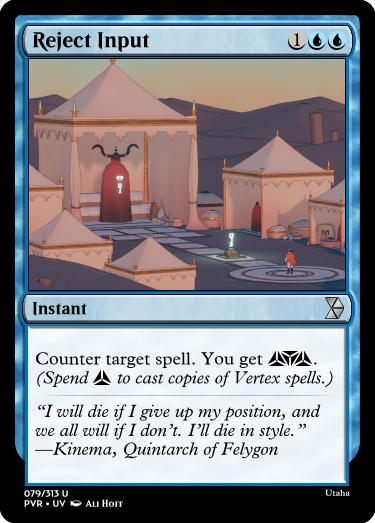 Reject Input 1
Instant
Counter target spell. You get .
(Spend to cast copies of Vertex spells.)
“I will die if I give up my position, and
we all will if I don't. I'll die in style.”
—Kinema, Quintarch of Felygon
079/313 U
PVR • UV Ali Hoff
Utaha